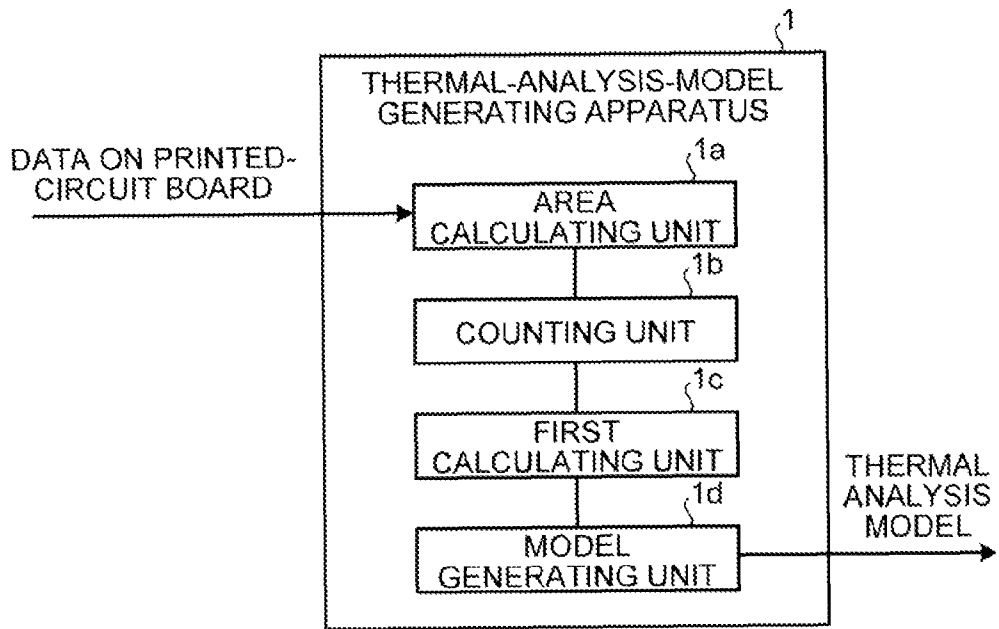 1
THERMAL-ANALYSIS-MODEL
GENERATING APPARATUS
DATA ON PRINTED-
CIRCUIT BOARD
1a
AREA
CALCULATING UNIT
1b
COUNTING UNIT
1c
FIRST
CALCULATING UNIT
1d
MODEL
GENERATING UNIT
THERMAL
ANALYSIS
MODEL